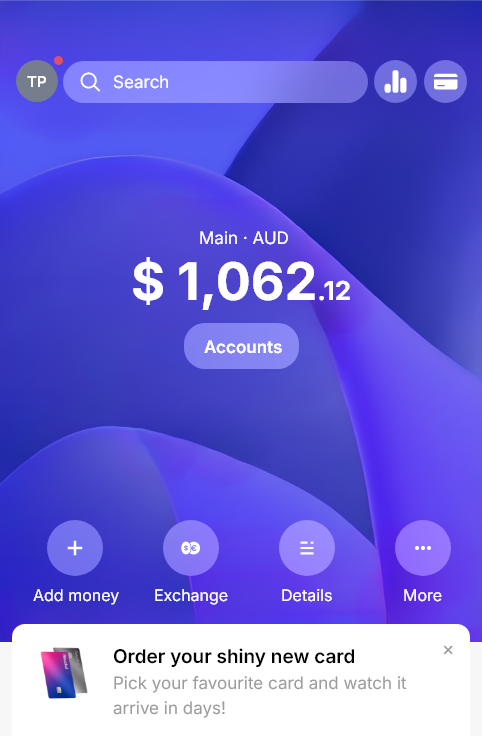 TP
Search
Main · AUD
$ 1,062.12
Accounts
Add money
Exchange
Details
More
Order your shiny new card
Pick your favourite card and watch it
arrive in days!